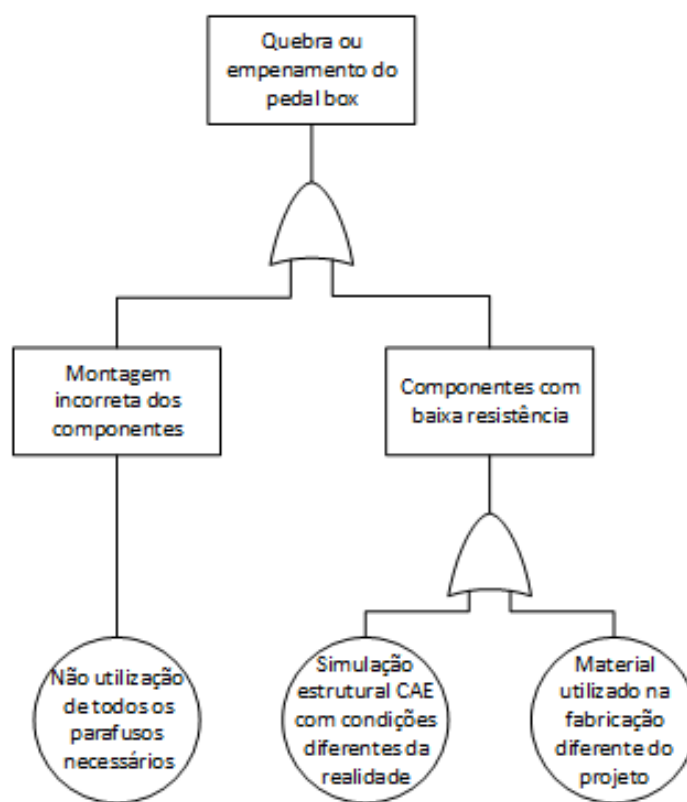 Quebra ou
empenamento do
pedal box
Montagem
incorreta dos
componentes
Componentes com
baixa resistência
Não utilização
de todos os
parafusos
necessários
Simulação
estrutural CAE
com condições
diferentes da
realidade
Material
utilizado na
fabricação
diferente do
projeto